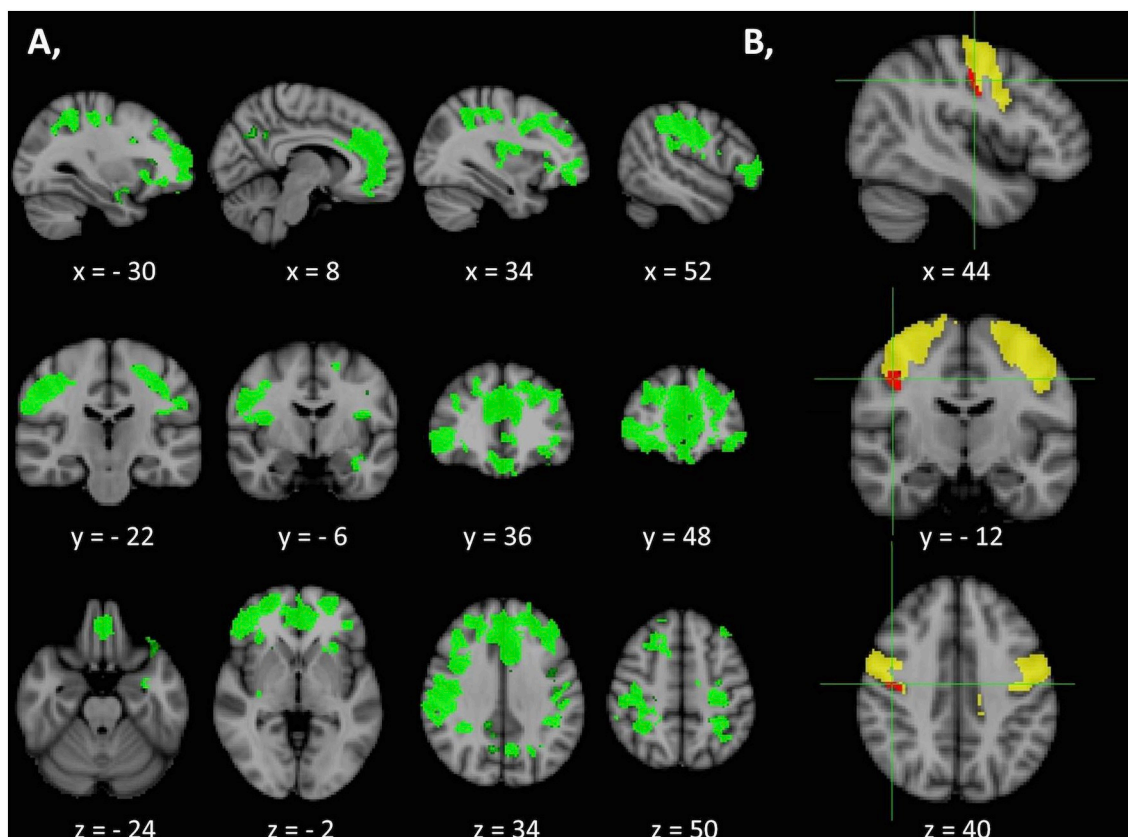 A, B,
x = - 30 x = 8 x = 34 x = 52 x = 44
y = - 22 y = - 6 y = 36 y = 48 y = - 12
z = - 24 z = - 2 z = 34 z = 50 z = 40